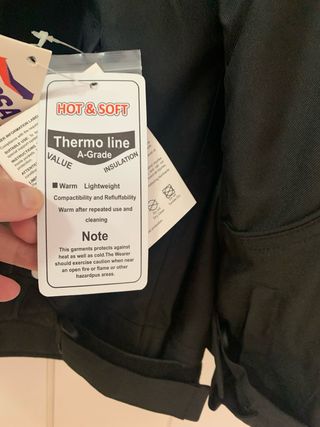 HOT & SOFT
Thermo line
A-Grade
VALUE
INSULATION
Warm Lightweight
Compactibility and Refluffability
Warm after repeated use and
cleaning
Note
This garments protects against
heat as well as cold.The Wearer
should exercise caution when near
an open fire or flame or other
hazardpus areas.